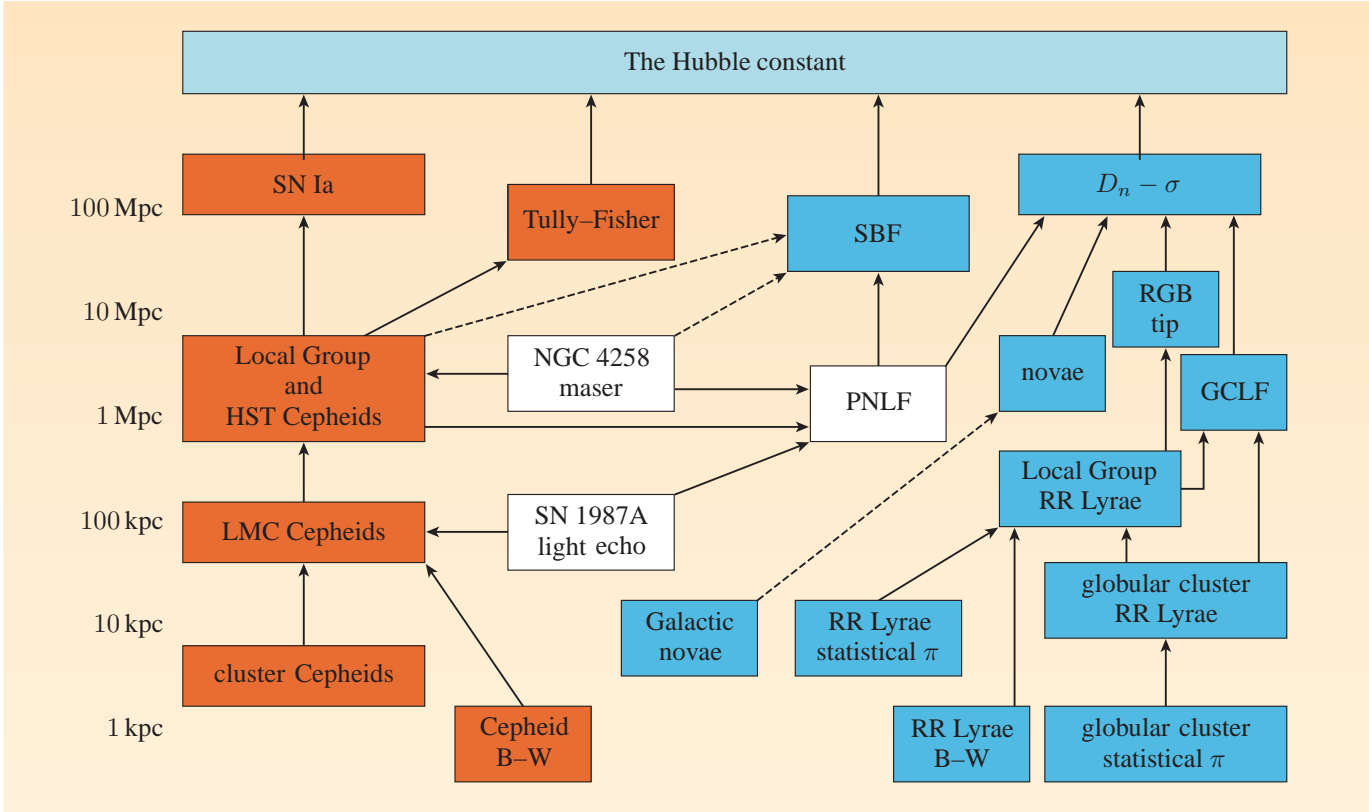 The Hubble constant
SN Ia
D_n − σ
100 Mpc
Tully–Fisher
SBF
10 Mpc
RGB
tip
Local Group
and
HST Cepheids
NGC 4258
maser
PNLF
novae
GCLF
1 Mpc
Local Group
RR Lyrae
100 kpc
LMC Cepheids
SN 1987A
light echo
globular cluster
RR Lyrae
10 kpc
Galactic
novae
RR Lyrae
statistical π
cluster Cepheids
1 kpc
Cepheid
B–W
RR Lyrae
B–W
globular cluster
statistical π